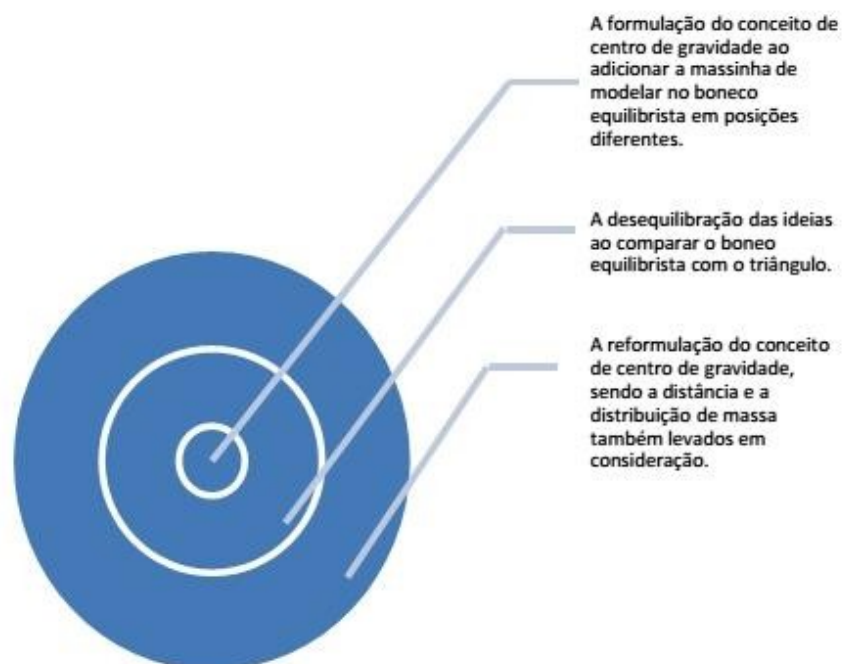 A formulação do conceito de
centro de gravidade ao
adicionar a massinha de
modelar no boneco
equilibrista em posições
diferentes.
A desequilibração das ideias
ao comparar o boneo
equilibrista com o triângulo.
A reformulação do conceito
de centro de gravidade,
sendo a distância e a
distribuição de massa
também levados em
consideração.